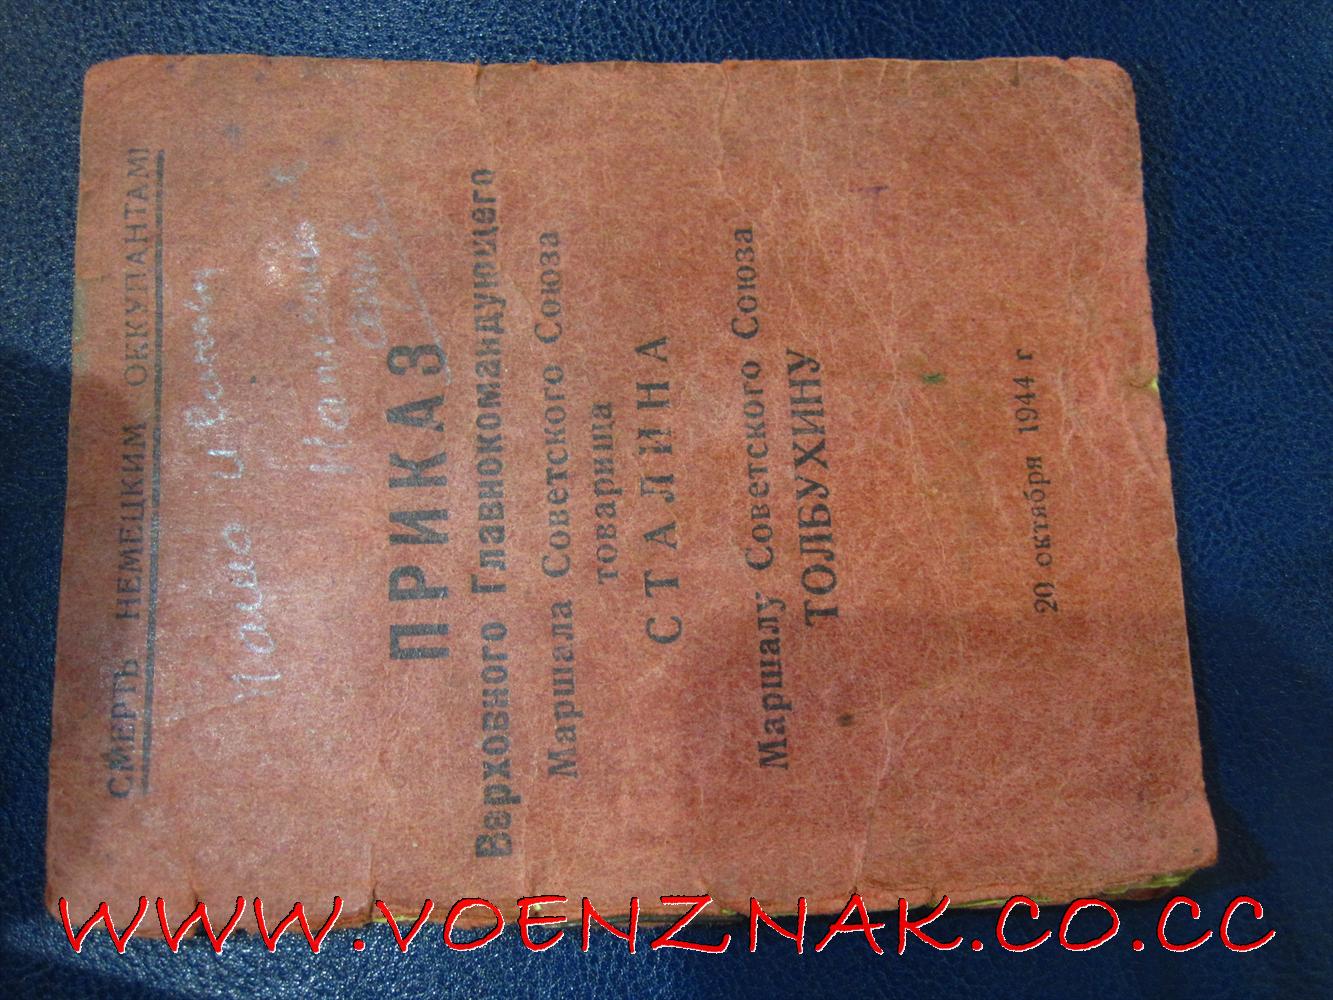 СМЕРТЬ НЕМЕЦКИМ ОККУПАНТАМ!
ПРИКАЗ
Верховного Главнокомандующего
Маршала Советского Союза
товарища
СТАЛИНА
Маршалу Советского Союза
ТОЛБУХИНУ
20 октября 1944 г
WWW.VOENZNAK.CO.CC